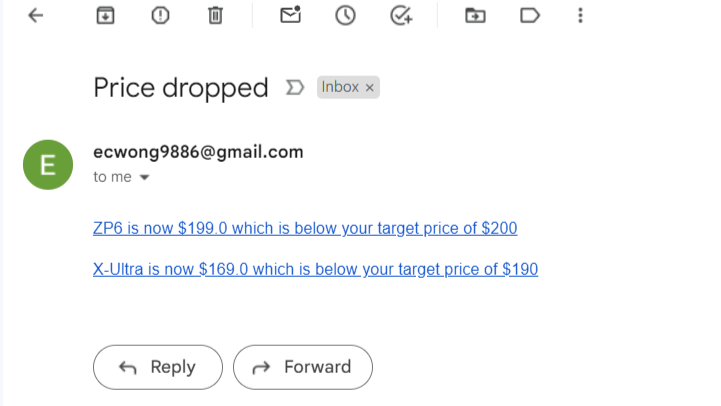 Price dropped Inbox ×
E
ecwong9886@gmail.com
to me
ZP6 is now $199.0 which is below your target price of $200
X-Ultra is now $169.0 which is below your target price of $190
Reply Forward